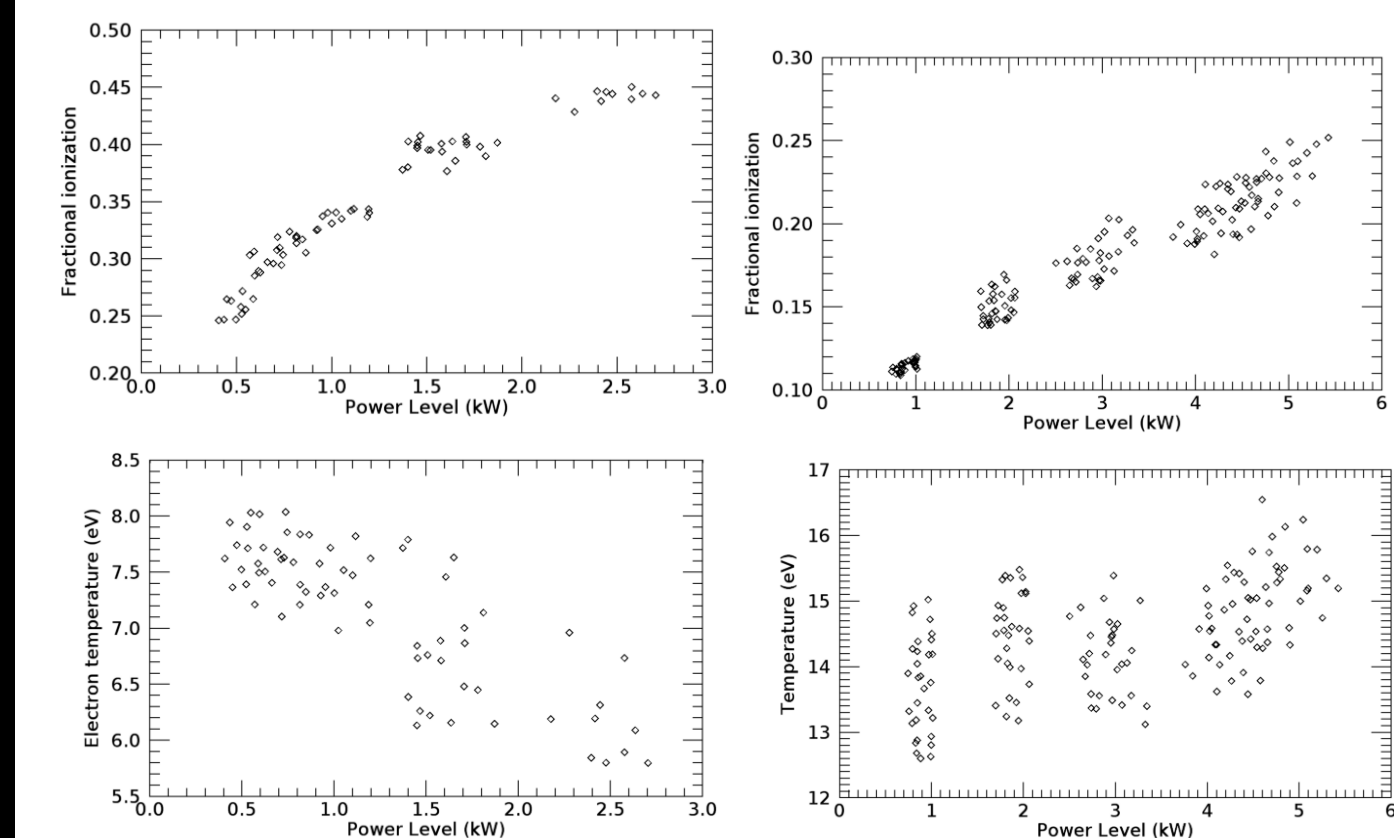 0.50
0.45
0.40
0.35
0.30
0.25
0.20
Fractional ionization
0.0 0.5 1.0 1.5 2.0 2.5 3.0
Power Level (kW)
0.30
0.25
0.20
0.15
0.10
Fractional ionization
0 1 2 3 4 5 6
Power Level (kW)
8.5
8.0
7.5
7.0
6.5
6.0
5.5
Electron temperature (eV)
0.0 0.5 1.0 1.5 2.0 2.5 3.0
Power Level (kW)
17
16
15
14
13
12
Temperature (eV)
0 1 2 3 4 5 6
Power Level (kW)